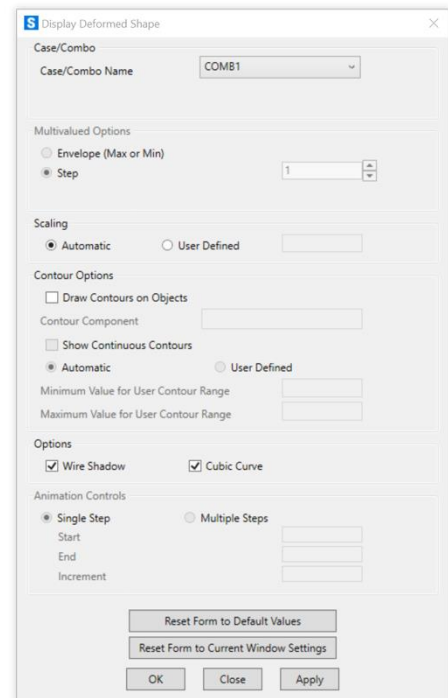 S Display Deformed Shape
Case/Combo
Case/Combo Name COMB1
Multivalued Options
Envelope (Max or Min)
Step 1
Scaling
Automatic User Defined
Contour Options
Draw Contours on Objects
Contour Component
Show Continuous Contours
Automatic User Defined
Minimum Value for User Contour Range
Maximum Value for User Contour Range
Options
Wire Shadow Cubic Curve
Animation Controls
Single Step Multiple Steps
Start
End
Increment
Reset Form to Default Values
Reset Form to Current Window Settings
OK Close Apply